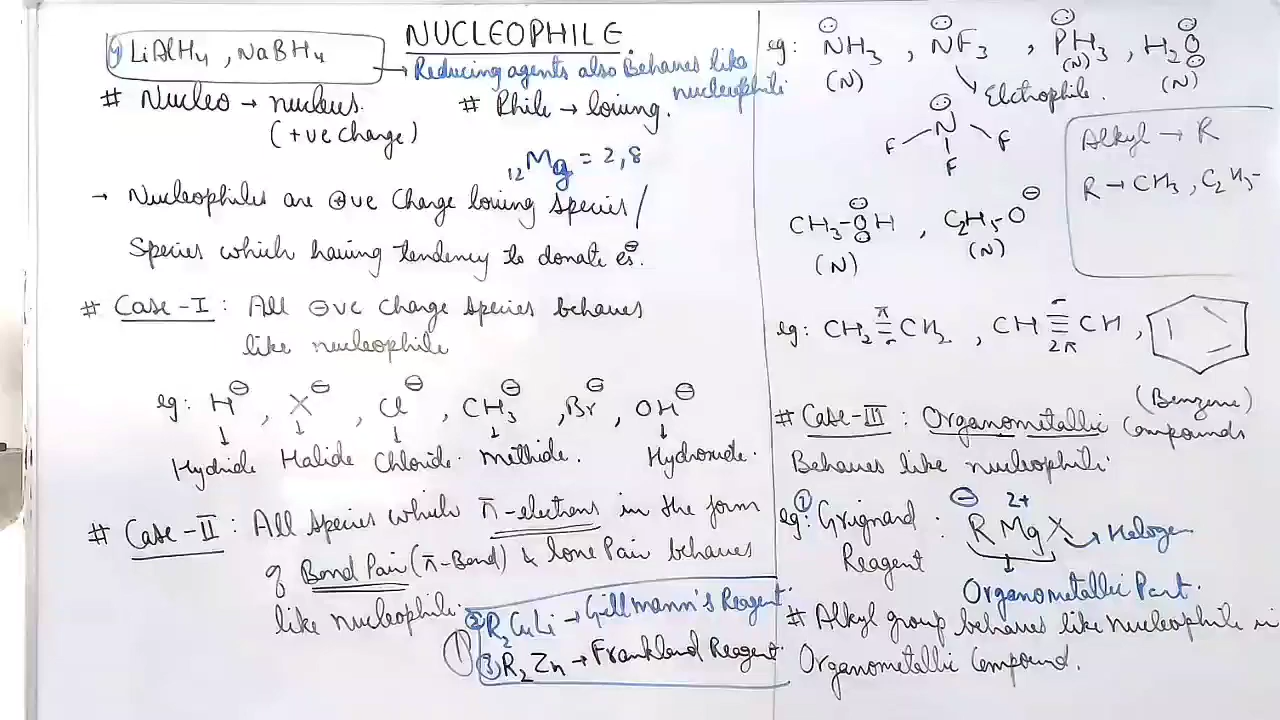 NUCLEOPHILE.
4) LiAlH4 , NaBH4
→ Reducing agents also Behaves like nucleophile
# Nucleo → nucleus. # Phile → loving.
(+ve charge)
12Mg = 2,8
→ Nucleophiles are ⊕ve Charge loving species/
Species which having tendency to donate es⊖.
# Case-I : All ⊖ve charge species behaves
like nucleophile
eg: H⊖ , X⊖ , Cl⊖ , CH3⊖ , Br⊖ , OH⊖
↓ ↓ ↓ ↓ ↓
Hydride Halide Chloride. methide. Hydroxide.
# Case-II : All species which π-elections in the form
of Bond Pair (π-Bond) & lone Pair behaves
like nucleophile.
② R2CuLi → Gillmann's Reagent.
③ R2Zn → Frankland Reagent.
eg: NH3 , NF3 , PH3 , H2O
(N) (N) (N)
↘ Elctrophile.
N
F F
F
Alkyl → R
R → CH3 , C2H5-
CH3-OH , C2H5-O⊖
(N) (N)
eg: CH2=CH2 , CH≡CH ,
π 2π
(Benzene)
# Case-III : Organometallic Compounds
Behaves like nucleophile.
eg: ① Grignard Reagent : R⊖ Mg2+ X → Halogen
↓
Organometallic Part.
# Alkyl group behaves like nucleophile in
Organometallic Compound.